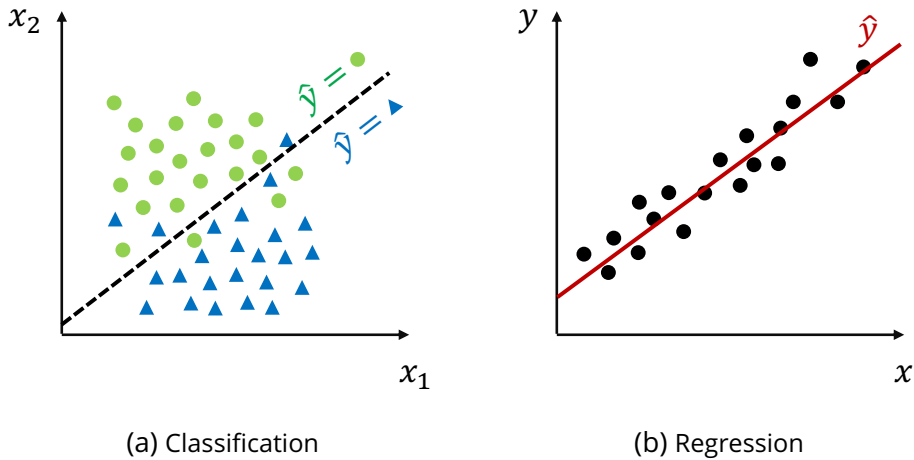 x₂
ŷ =
ŷ =
x₁
(a) Classification
y
ŷ
x
(b) Regression